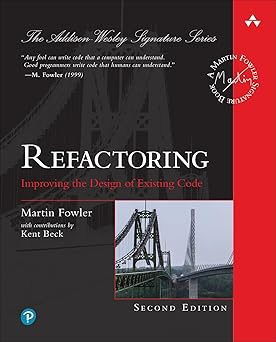 The Addison-Wesley Signature Series
"Any fool can write code that a computer can understand.
Good programmers write code that humans can understand."
—M. Fowler (1999)
A MARTIN FOWLER SIGNATURE BOOK
Martin
REFACTORING
Improving the Design of Existing Code
Martin Fowler
with contributions by
Kent Beck
P
SECOND EDITION